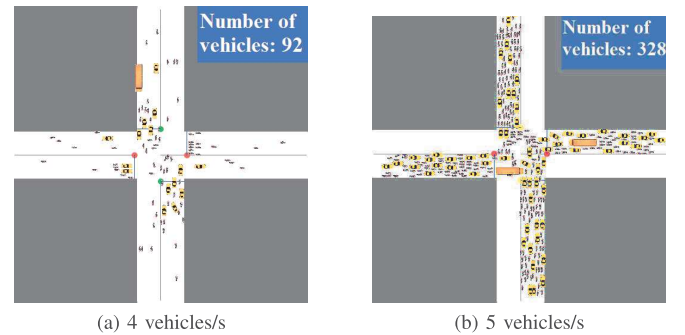 Number of
vehicles: 92
Number of
vehicles: 328
(a) 4 vehicles/s
(b) 5 vehicles/s